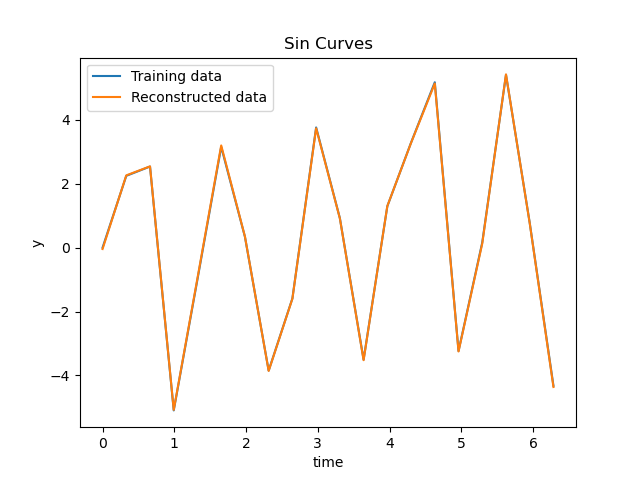 Sin Curves
Training data
Reconstructed data
y
4
2
0
−2
−4
0 1 2 3 4 5 6
time